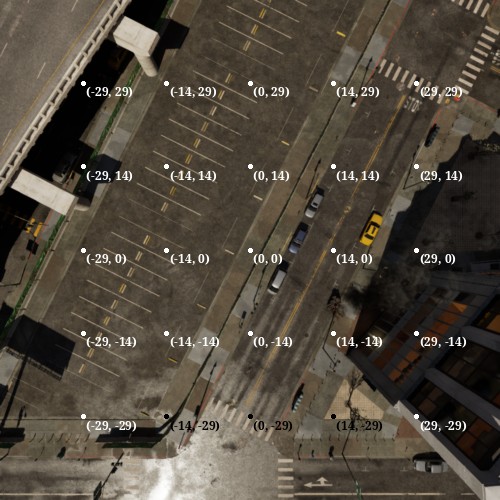 (-29, 29) (-14, 29) (0, 29) (14, 29) (29, 29)
(-29, 14) (-14, 14) (0, 14) (14, 14) (29, 14)
(-29, 0) (-14, 0) (0, 0) (14, 0) (29, 0)
(-29, -14) (-14, -14) (0, -14) (14, -14) (29, -14)
(-29, -29) (-14, -29) (0, -29) (14, -29) (29, -29)